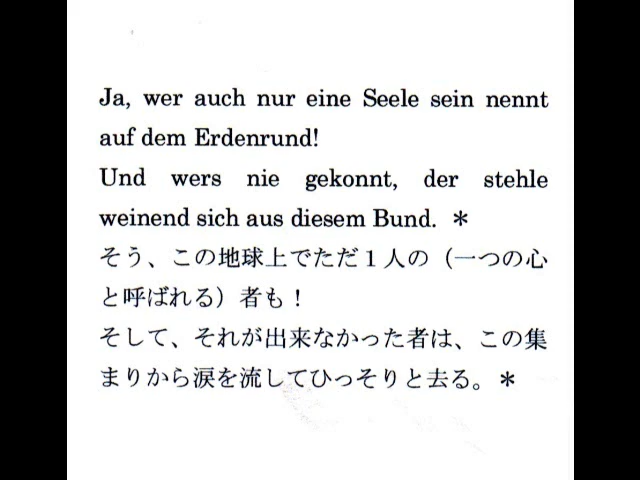 Ja, wer auch nur eine Seele sein nennt
auf dem Erdenrund!
Und wers nie gekonnt, der stehle
weinend sich aus diesem Bund. ＊
そう、この地球上でただ１人の（一つの心
と呼ばれる）者も！
そして、それが出来なかった者は、この集
まりから涙を流してひっそりと去る。＊